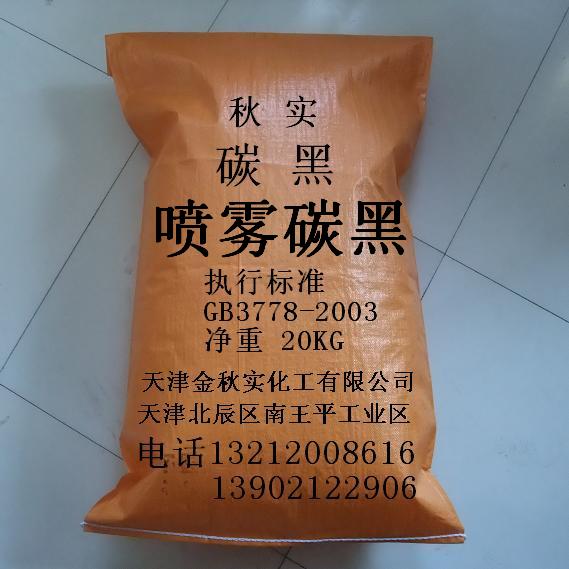 秋实
碳黑
喷雾碳黑
执行标准
GB3778-2003
净重 20KG
天津金秋实化工有限公司
天津北辰区南王平工业区
电话13212008616
13902122906